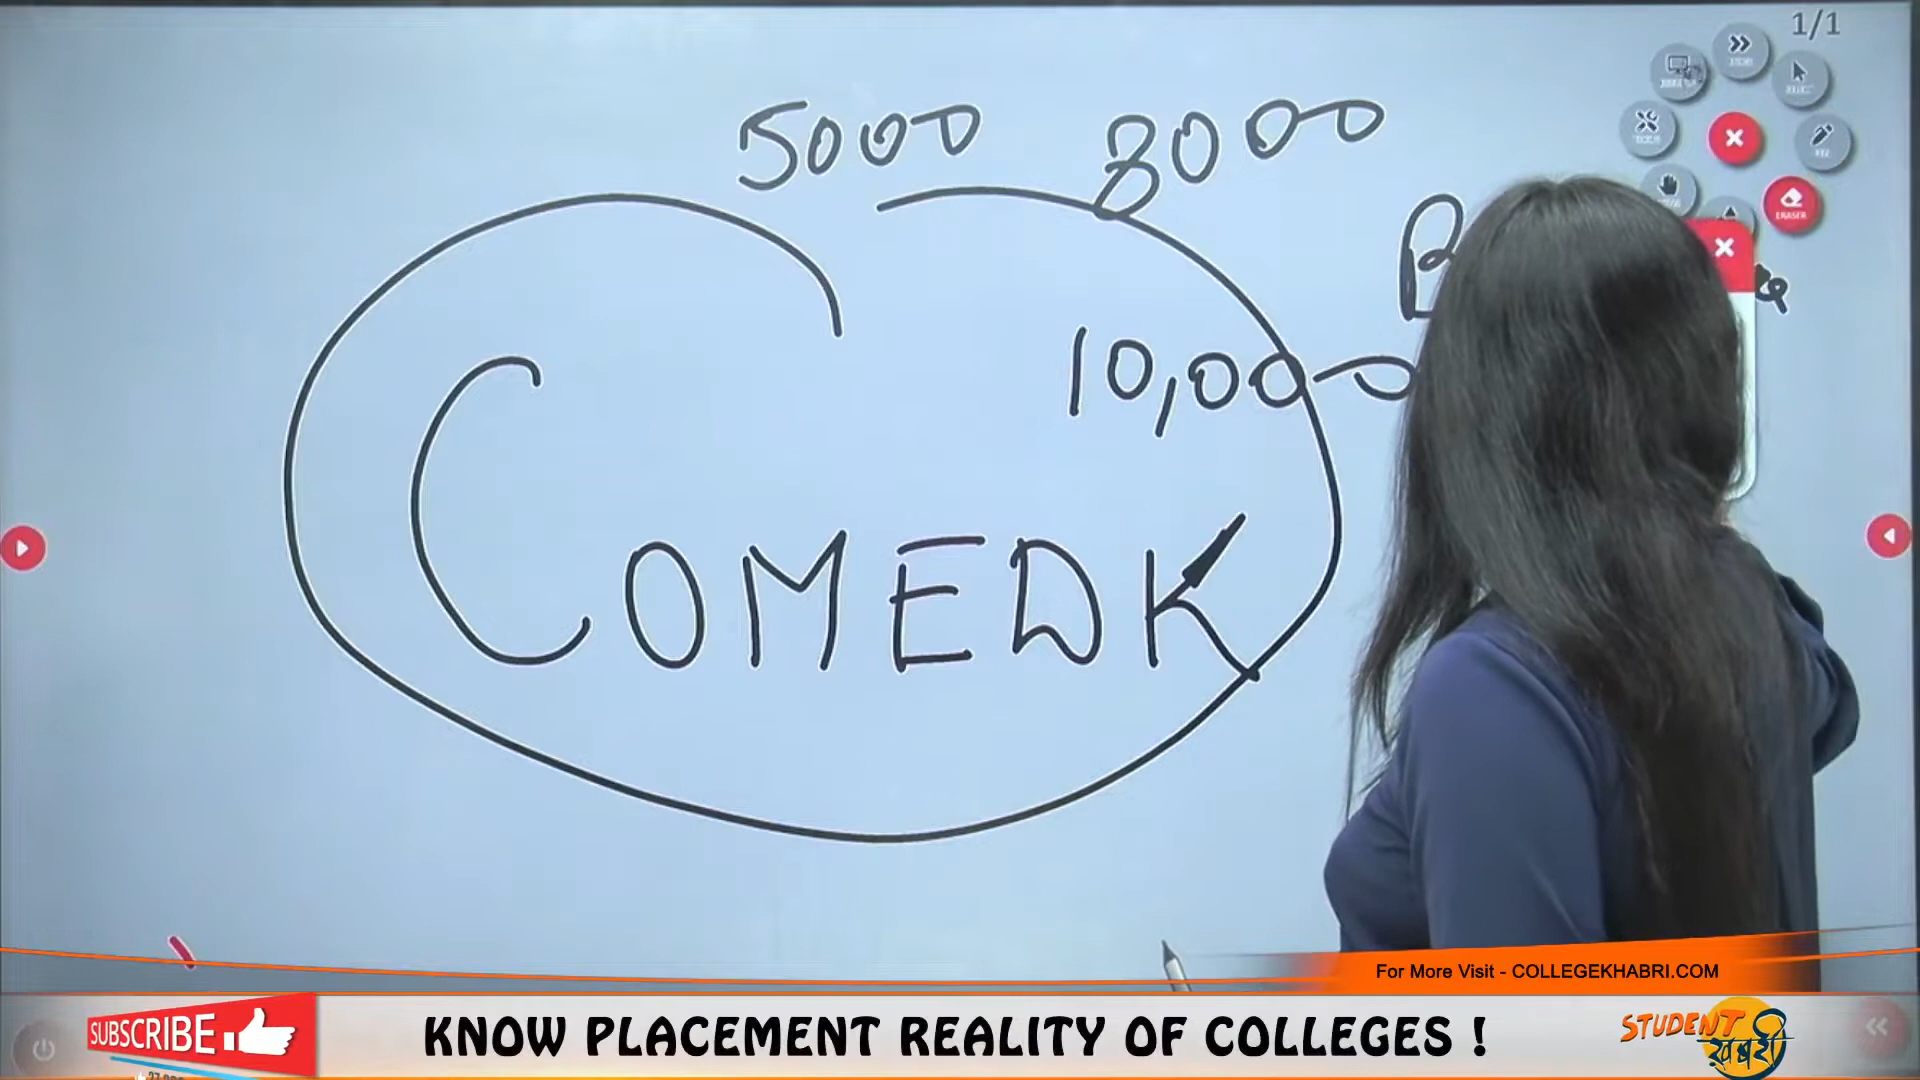 1/1
5000 8000
10,000
COMEDK
ERASER
For More Visit - COLLEGEKHABRI.COM
SUBSCRIBE
KNOW PLACEMENT REALITY OF COLLEGES !
STUDENT
खबरी